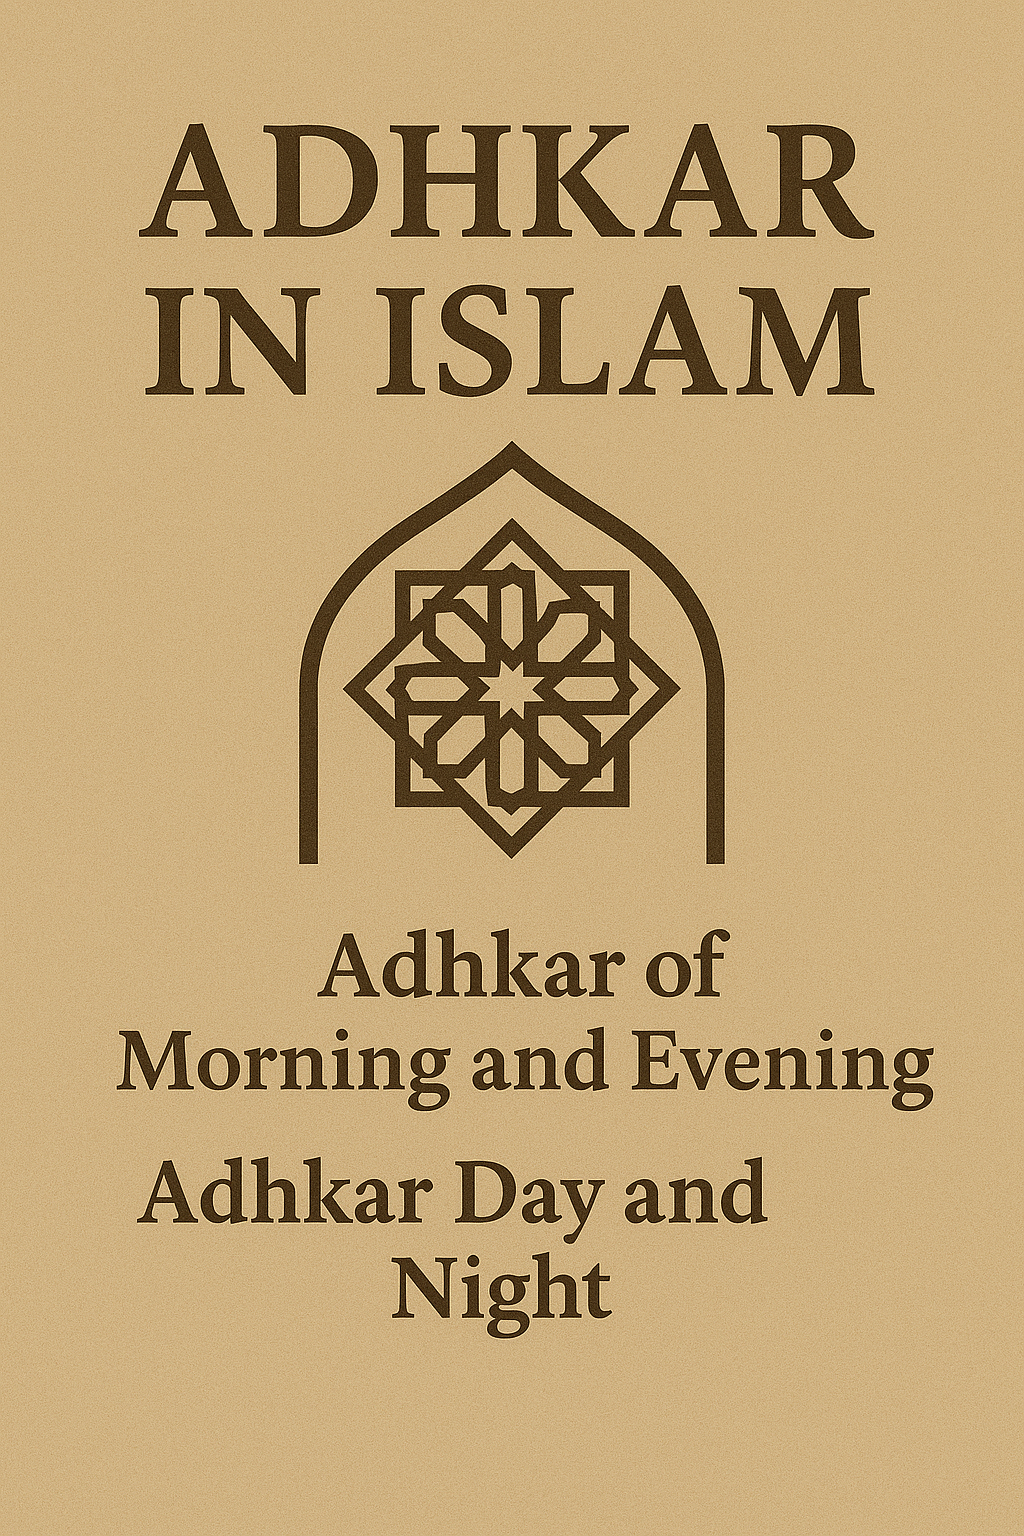 ADHKAR
IN ISLAM
Adhkar of
Morning and Evening
Adhkar Day and
Night